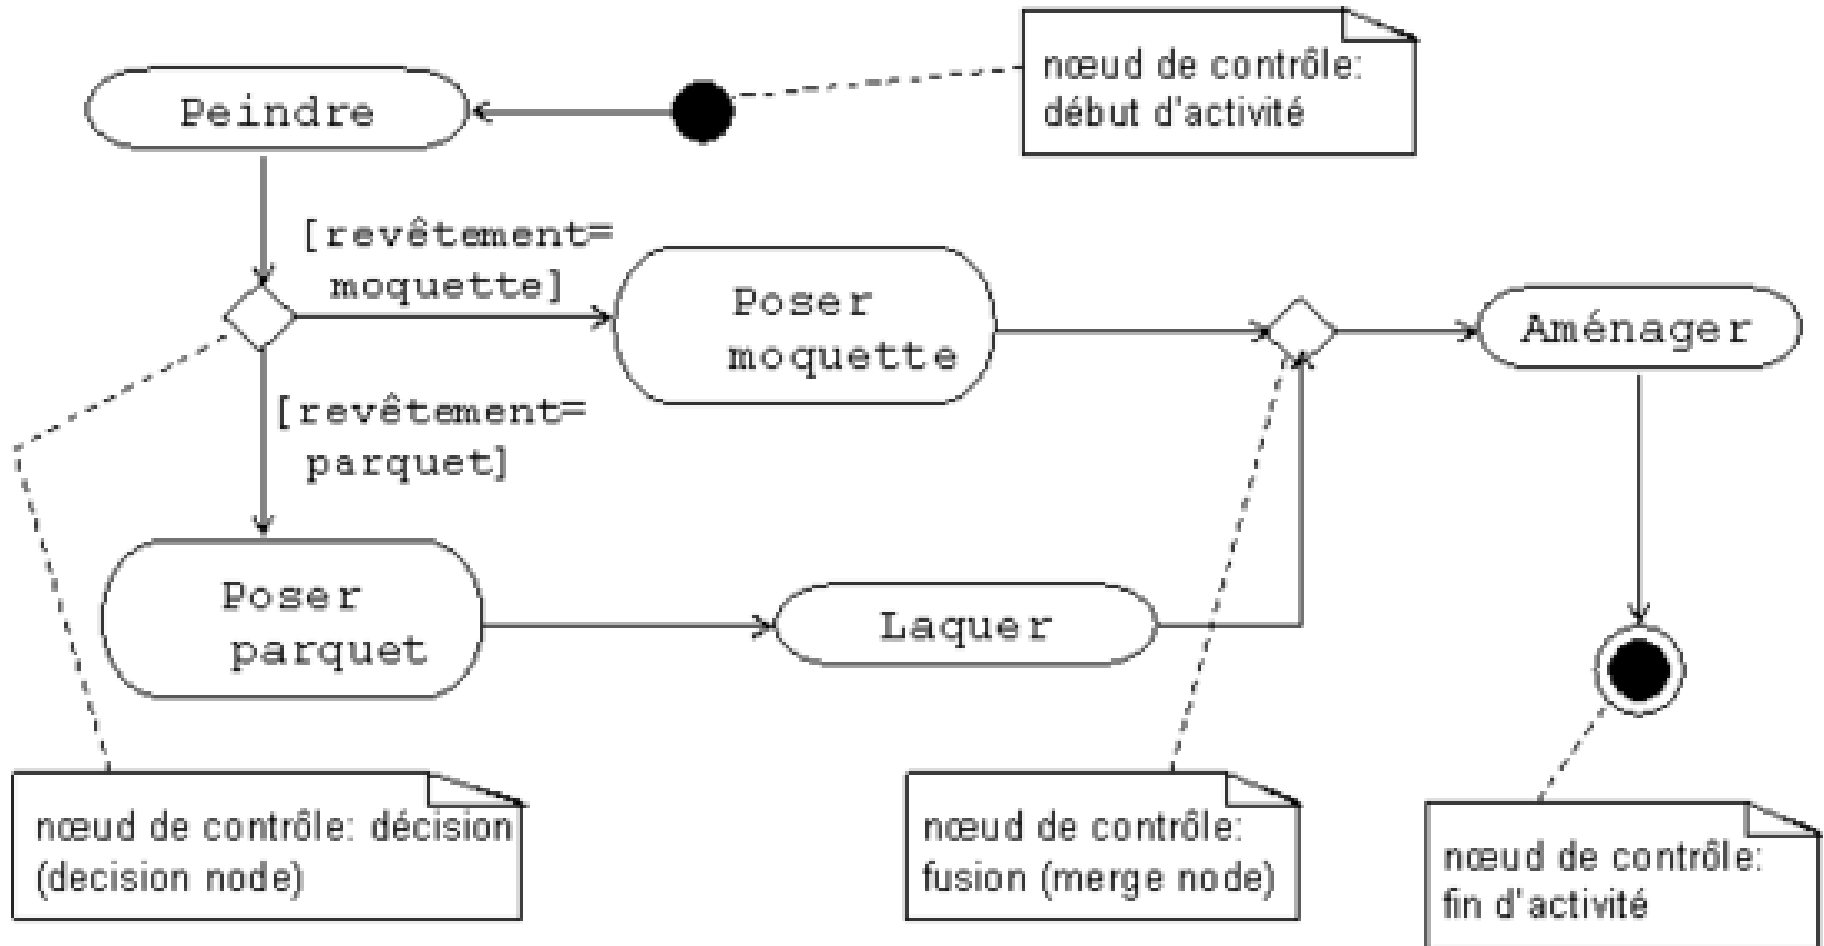 nœud de contrôle:
début d'activité
Peindre
[revêtement=
moquette]
Poser
moquette
Aménager
[revêtement=
parquet]
Poser
parquet
Laquer
nœud de contrôle: décision
(decision node)
nœud de contrôle:
fusion (merge node)
nœud de contrôle:
fin d'activité